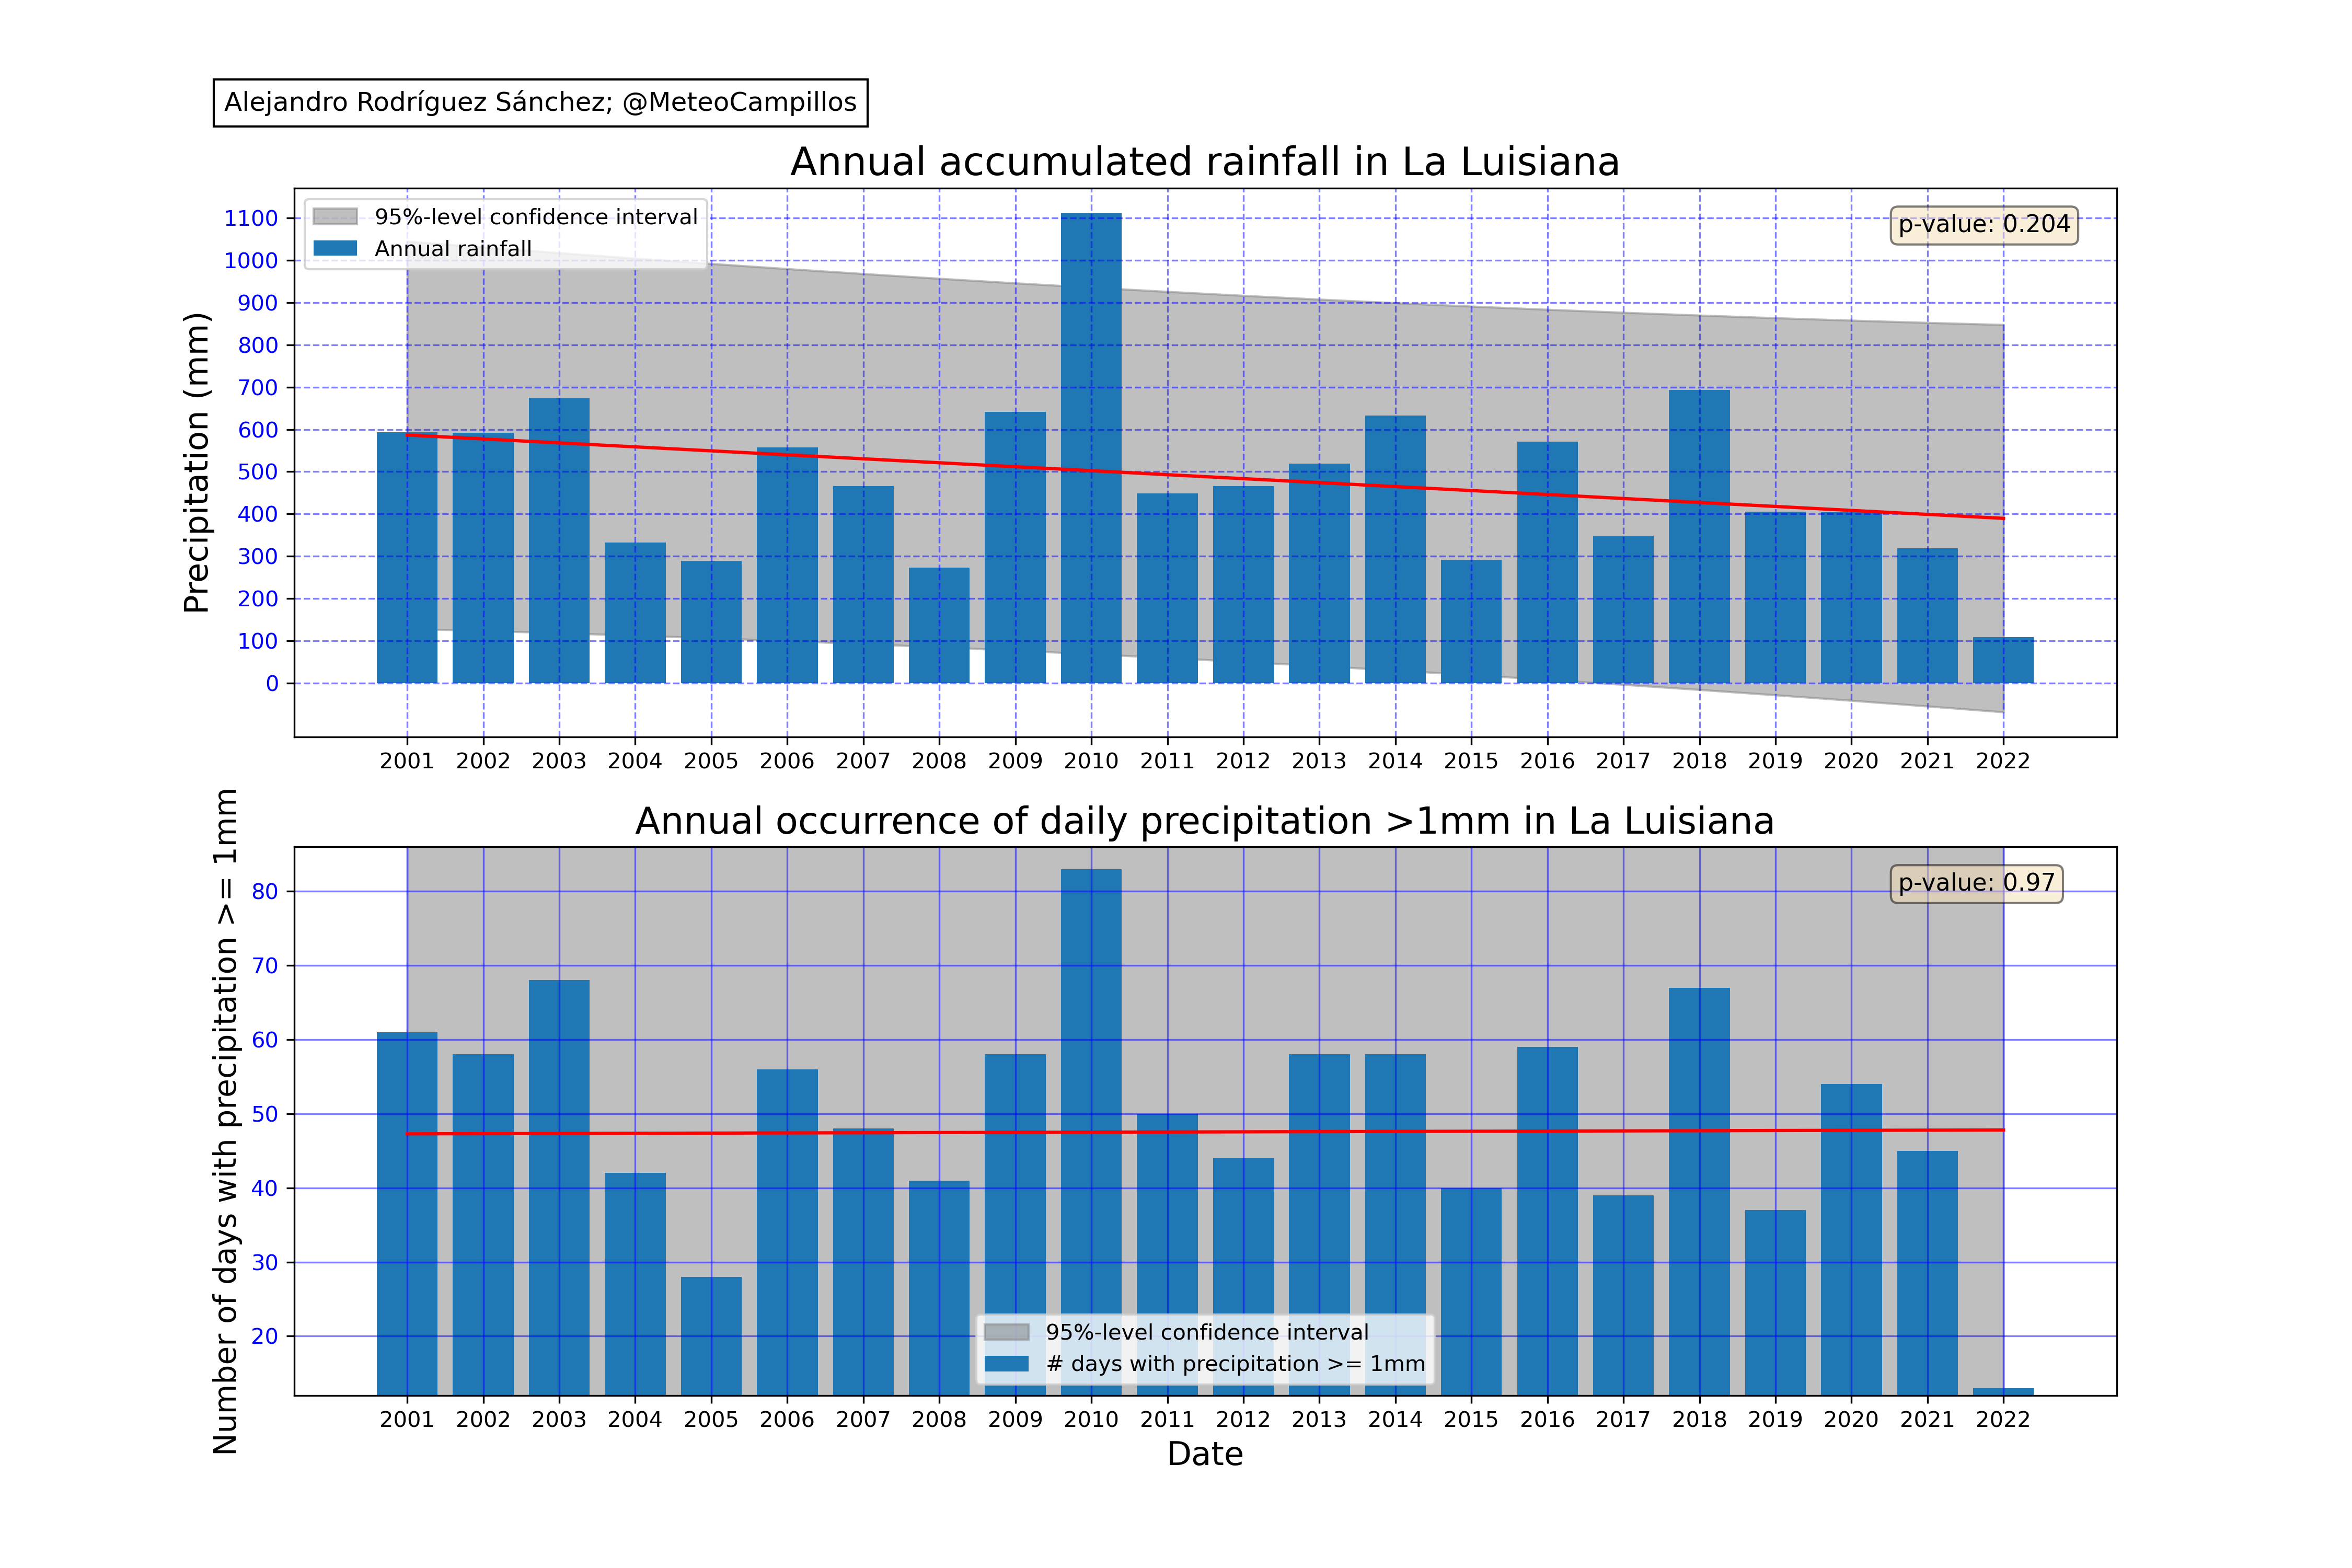 Alejandro Rodríguez Sánchez; @MeteoCampillos
Annual accumulated rainfall in La Luisiana
95%-level confidence interval
Annual rainfall
p-value: 0.204
Precipitation (mm)
1100
1000
900
800
700
600
500
400
300
200
100
0
2001 2002 2003 2004 2005 2006 2007 2008 2009 2010 2011 2012 2013 2014 2015 2016 2017 2018 2019 2020 2021 2022
Annual occurrence of daily precipitation >1mm in La Luisiana
p-value: 0.97
Number of days with precipitation >= 1mm
80
70
60
50
40
30
20
95%-level confidence interval
# days with precipitation >= 1mm
2001 2002 2003 2004 2005 2006 2007 2008 2009 2010 2011 2012 2013 2014 2015 2016 2017 2018 2019 2020 2021 2022
Date